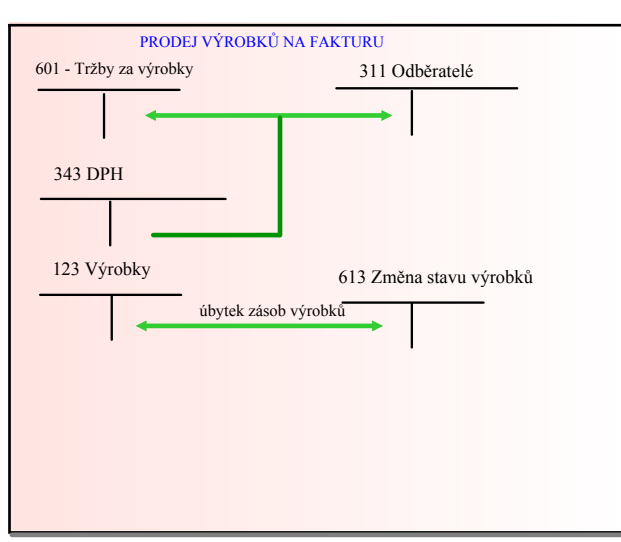 PRODEJ VÝROBKŮ NA FAKTURU
601 - Tržby za výrobky
311 Odběratelé
343 DPH
123 Výrobky
613 Změna stavu výrobků
úbytek zásob výrobků